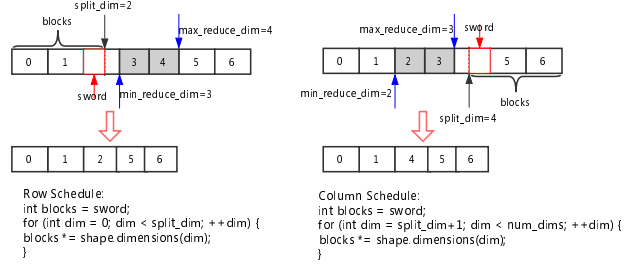 split_dim=2
blocks
max_reduce_dim=4
0 1 3 4 5 6
sword
min_reduce_dim=3
0 1 2 5 6
Row Schedule:
int blocks = sword;
for (int dim = 0; dim < split_dim; ++dim) {
blocks *= shape.dimensions(dim);
}
sword
max_reduce_dim=3
0 1 2 3 5 6
min_reduce_dim=2
blocks
split_dim=4
0 1 4 5 6
Column Schedule:
int blocks = sword;
for (int dim = split_dim+1; dim < num_dims; ++dim) {
blocks *= shape.dimensions(dim);
}